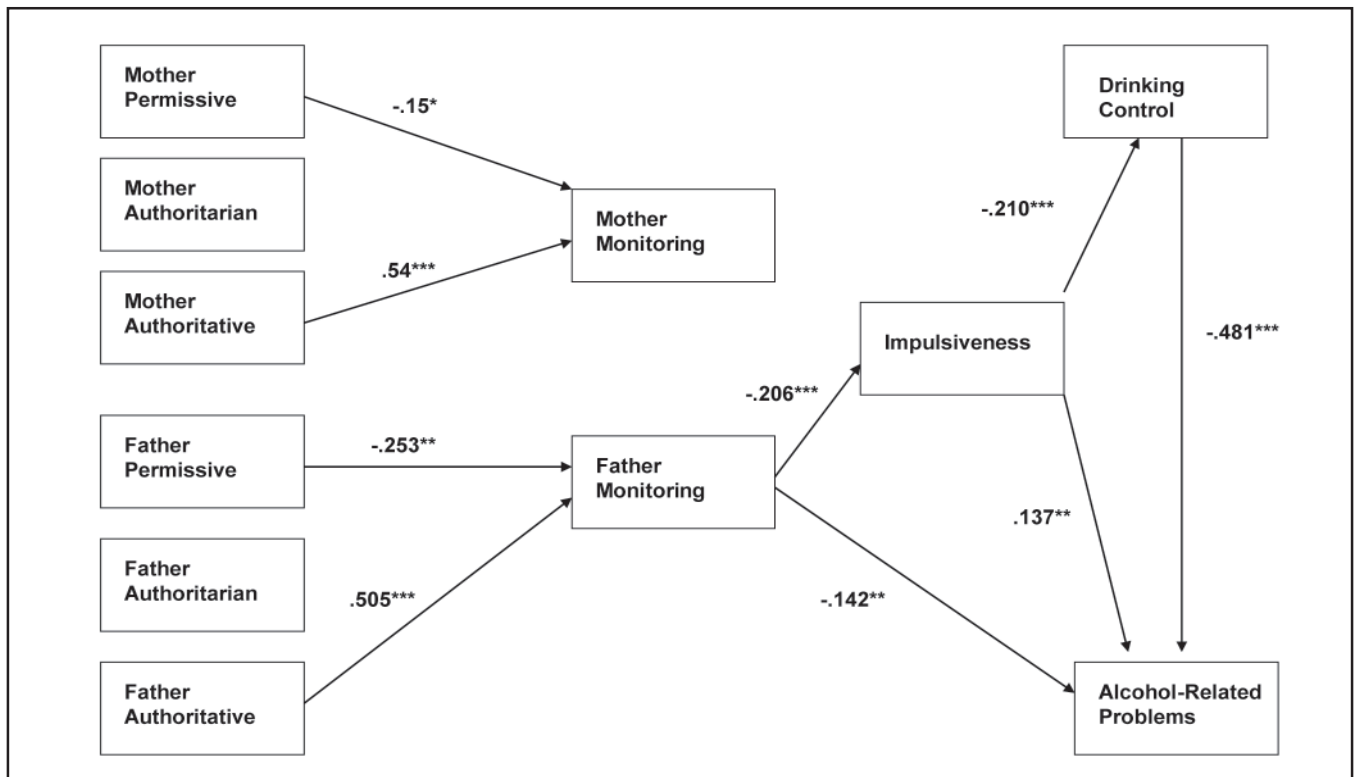 Mother
Permissive
-.15*
Mother
Authoritarian
Mother
Authoritative
.54***
Mother
Monitoring
Father
Permissive
-.253**
Father
Authoritarian
Father
Authoritative
.505***
Father
Monitoring
-.206***
-.142**
Impulsiveness
-.210***
.137**
Drinking
Control
-.481***
Alcohol-Related
Problems